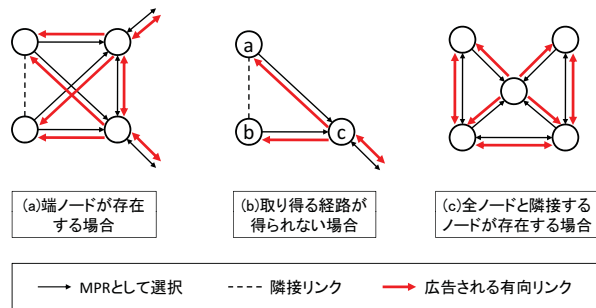 a
b
c
(a)端ノードが存在
する場合
(b)取り得る経路が
得られない場合
(c)全ノードと隣接する
ノードが存在する場合
MPRとして選択
隣接リンク
広告される有向リンク